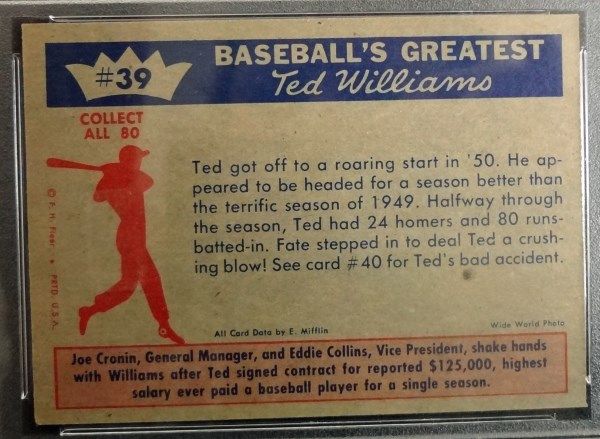 #39
BASEBALL'S GREATEST
Ted Williams
COLLECT
ALL 80
Ted got off to a roaring start in '50. He ap-
peared to be headed for a season better than
the terrific season of 1949. Halfway through
the season, Ted had 24 homers and 80 runs-
batted-in. Fate stepped in to deal Ted a crush-
ing blow! See card #40 for Ted's bad accident.
© F. H. Fleer • PRTD. U.S.A.
All Card Data by E. Mifflin
Wide World Photo
Joe Cronin, General Manager, and Eddie Collins, Vice President, shake hands
with Williams after Ted signed contract for reported $125,000, highest
salary ever paid a baseball player for a single season.